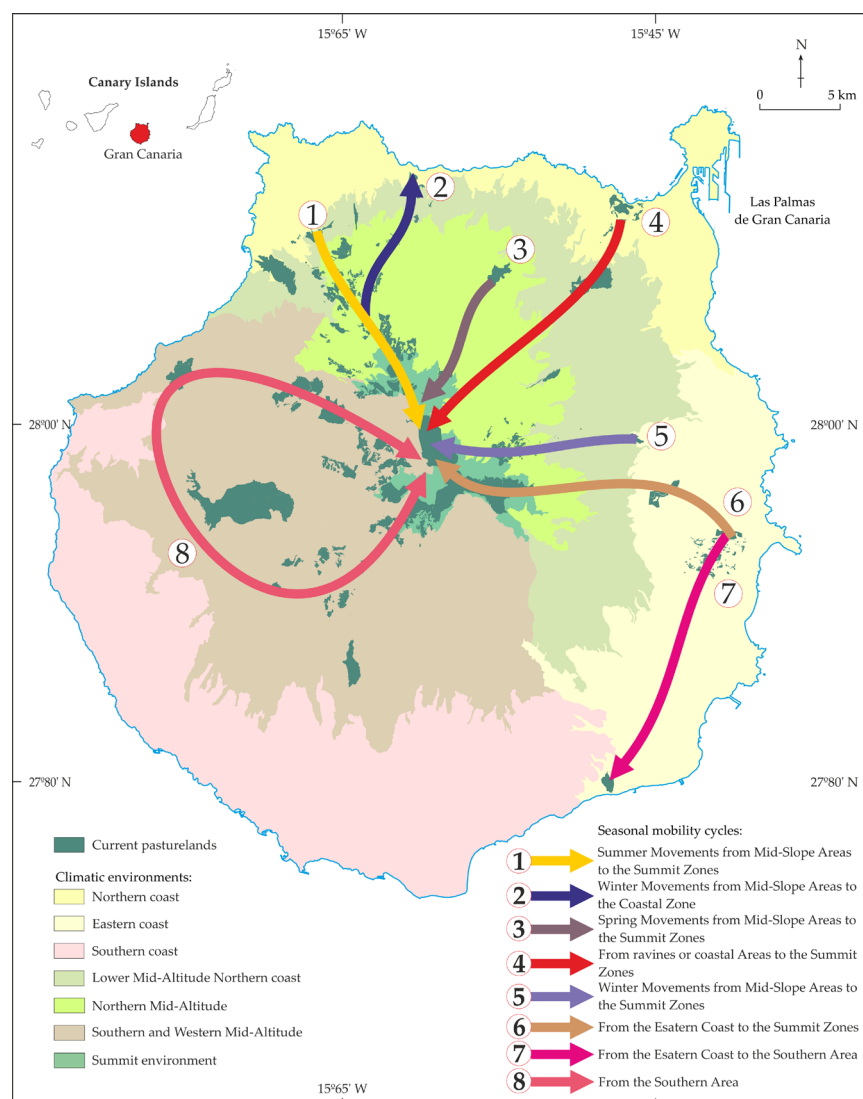 15º65' W
15º45' W
N
0
5 km
Canary Islands
Gran Canaria
Las Palmas
de Gran Canaria
1
2
3
4
28º00' N
28º00' N
5
6
7
8
27º80' N
27º80' N
Current pasturelands
Climatic environments:
Northern coast
Eastern coast
Southern coast
Lower Mid-Altitude Northern coast
Northern Mid-Altitude
Southern and Western Mid-Altitude
Summit environment
Seasonal mobility cycles:
1 Summer Movements from Mid-Slope Areas
to the Summit Zones
2 Winter Movements from Mid-Slope Areas to
the Coastal Zone
3 Spring Movements from Mid-Slope Areas to
the Summit Zones
4 From ravines or coastal Areas to the Summit
Zones
5 Winter Movements from Mid-Slope Areas to
the Summit Zones
6 From the Esatern Coast to the Summit Zones
7 From the Esatern Coast to the Southern Area
8 From the Southern Area
15º65' W
15º45' W